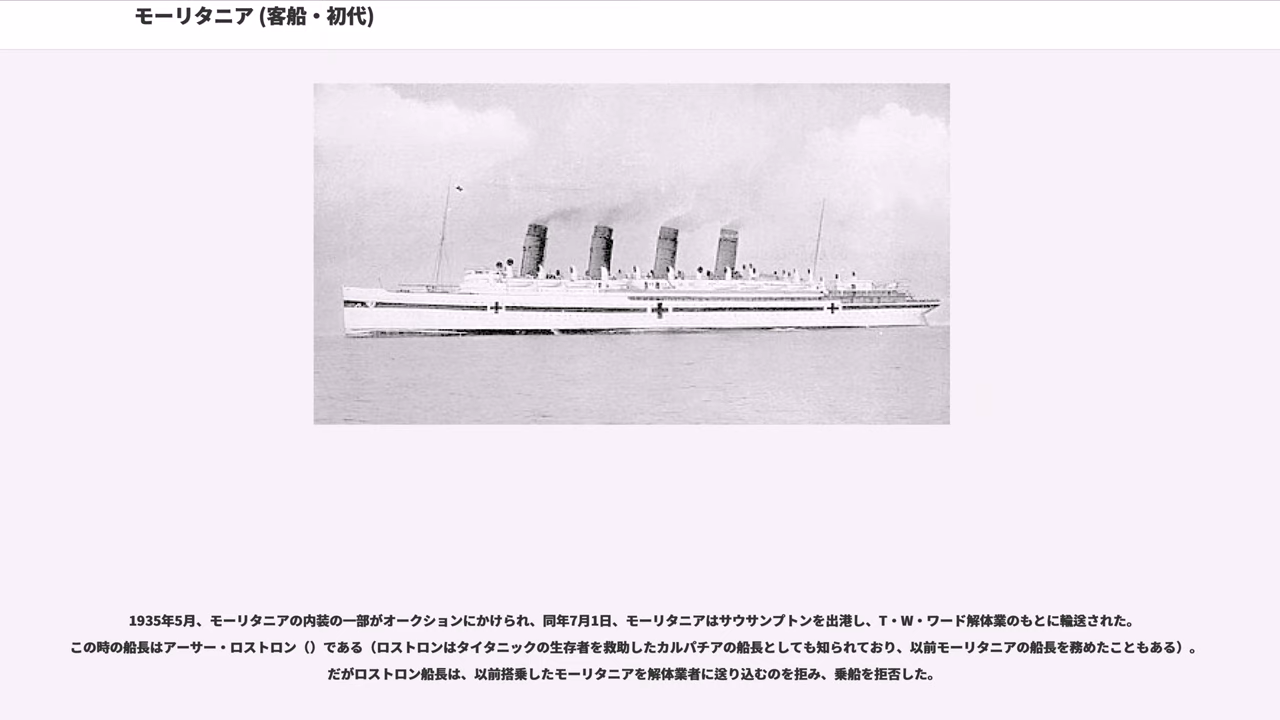 モーリタニア (客船・初代)
1935年5月、モーリタニアの内装の一部がオークションにかけられ、同年7月1日、モーリタニアはサウサンプトンを出港し、T・W・ワード解体業のもとに輸送された。
この時の船長はアーサー・ロストロン（）である（ロストロンはタイタニックの生存者を救助したカルパチアの船長としても知られており、以前モーリタニアの船長を務めたこともある）。
だがロストロン船長は、以前搭乗したモーリタニアを解体業者に送り込むのを拒み、乗船を拒否した。